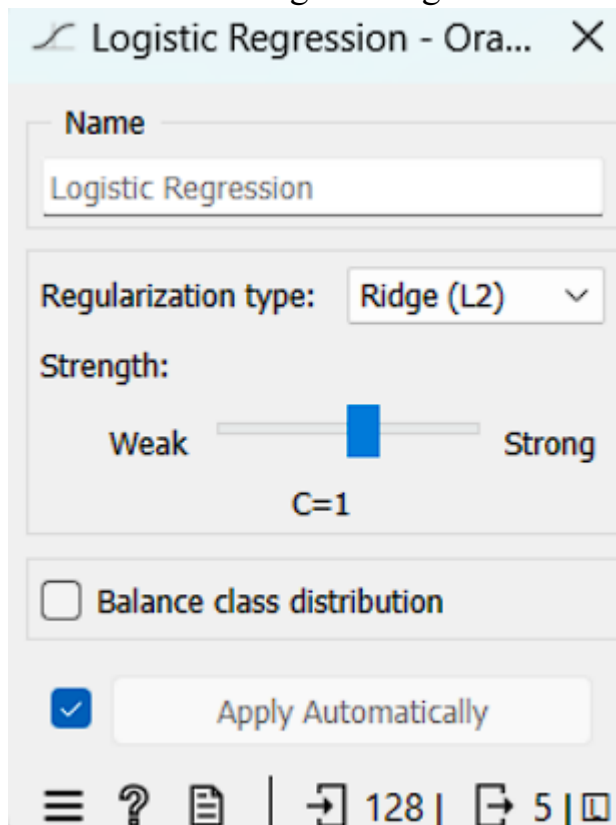 Logistic Regression - Ora...
Name
Logistic Regression
Regularization type: Ridge (L2)
Strength:
Weak Strong
C=1
Balance class distribution
Apply Automatically
128 | 5 |